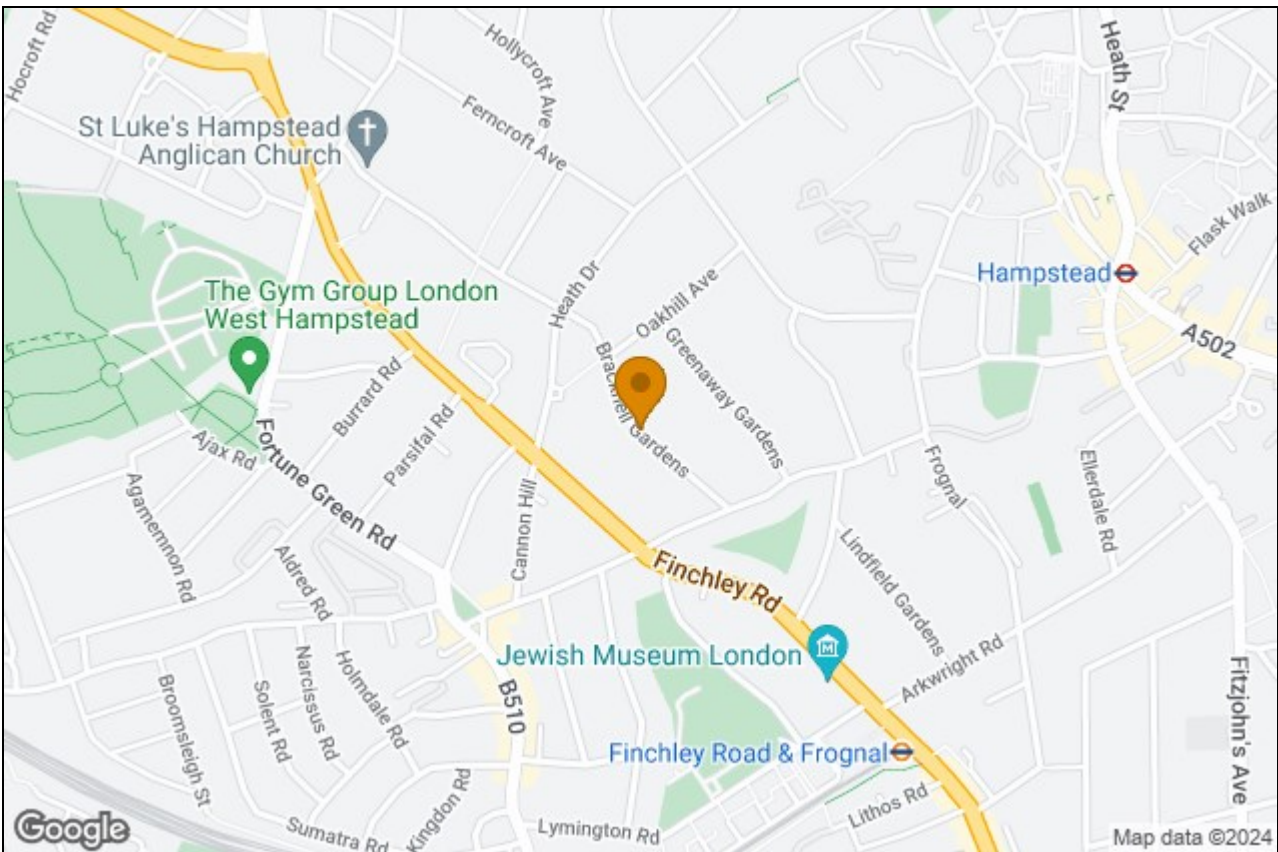 Hocroft Rd
Hollycroft Ave
Heath St
St Luke's Hampstead
Anglican Church
Ferncroft Ave
Flask Walk
Hampstead
Heath Dr
Oakhill Ave
The Gym Group London
West Hampstead
Greenaway Gardens
A502
Bracknell Gardens
Burrard Rd
Parsifal Rd
Ajax Rd
Fortune Green Rd
Agamemnon Rd
Cannon Hill
Frognal
Ellerdale Rd
Aldred Rd
Finchley Rd
Lindfield Gardens
Jewish Museum London
Arkwright Rd
Narcissus Rd
Holmdale Rd
Broomsleigh St
Solent Rd
B510
Fitzjohn's Ave
Finchley Road & Frognal
Kingdon Rd
Lithos Rd
Sumatra Rd
Lymington Rd
Google
Map data ©2024